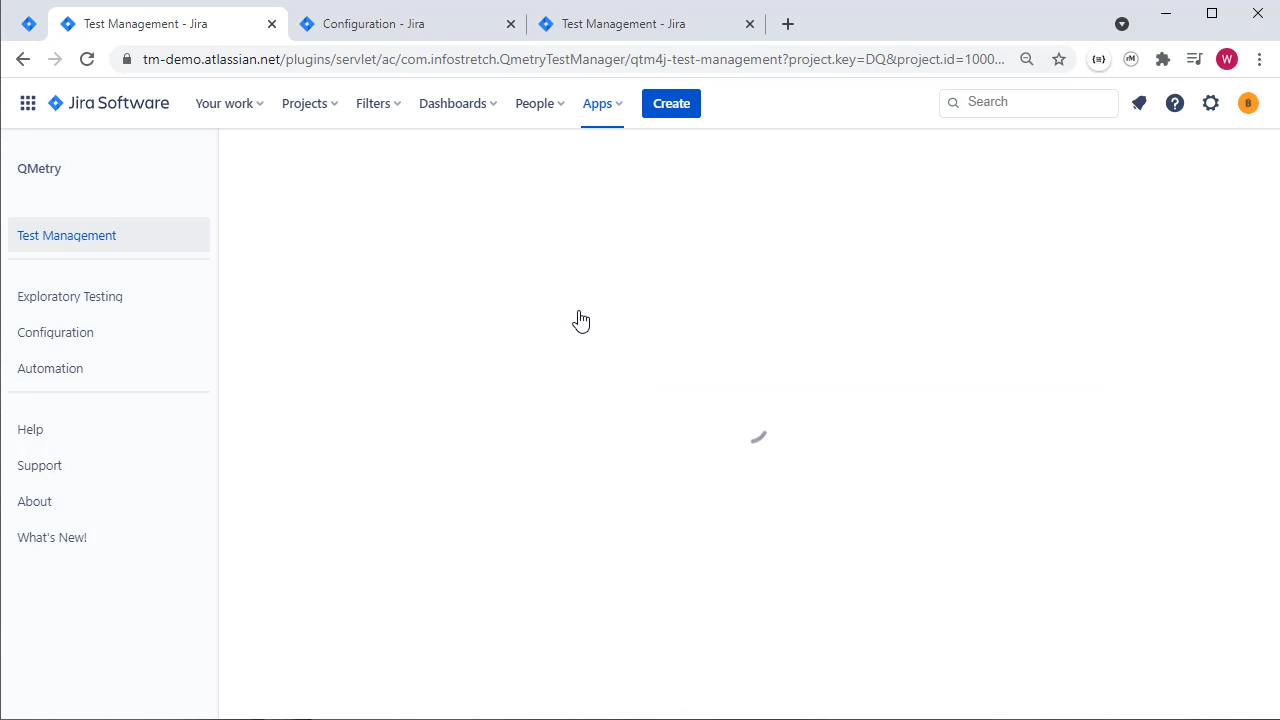 Test Management - Jira
Configuration - Jira
Test Management - Jira
tm-demo.atlassian.net/plugins/servlet/ac/com.infostretch.QmetryTestManager/qtm4j-test-management?project.key=DQ&project.id=1000...
{=}
rM
W
Jira Software
Your work
Projects
Filters
Dashboards
People
Apps
Create
Search
B
QMetry
Test Management
Exploratory Testing
Configuration
Automation
Help
Support
About
What's New!